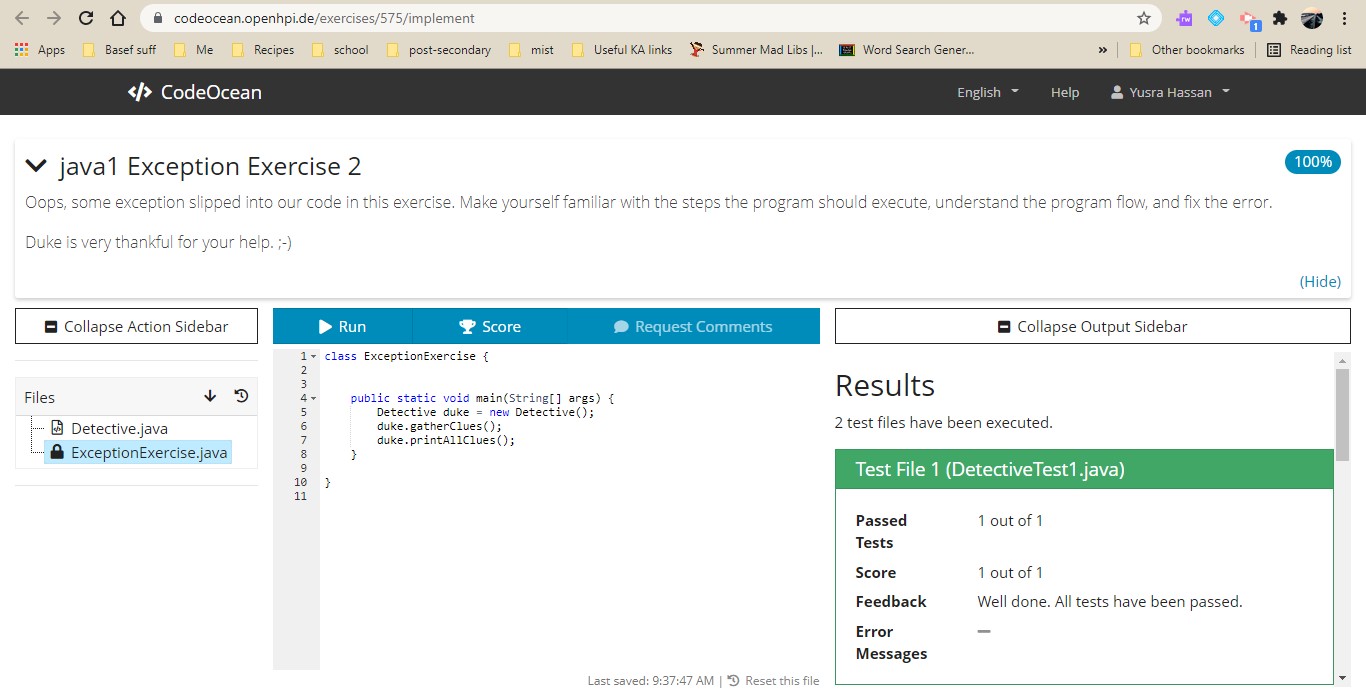 codeocean.openhpi.de/exercises/575/implement
rw
1
Apps Basef suff Me Recipes school post-secondary mist Useful KA links Summer Mad Libs |... Word Search Gener... » Other bookmarks Reading list
CodeOcean English Help Yusra Hassan
java1 Exception Exercise 2 100%
Oops, some exception slipped into our code in this exercise. Make yourself familiar with the steps the program should execute, understand the program flow, and fix the error.
Duke is very thankful for your help. ;-)
(Hide)
Collapse Action Sidebar
Files
Detective.java
ExceptionExercise.java
Run Score Request Comments
1 class ExceptionExercise {
2
3
4 public static void main(String[] args) {
5 Detective duke = new Detective();
6 duke.gatherClues();
7 duke.printAllClues();
8 }
9
10 }
11
Last saved: 9:37:47 AM | Reset this file
Collapse Output Sidebar
Results
2 test files have been executed.
Test File 1 (DetectiveTest1.java)
Passed Tests 1 out of 1
Score 1 out of 1
Feedback Well done. All tests have been passed.
Error Messages —